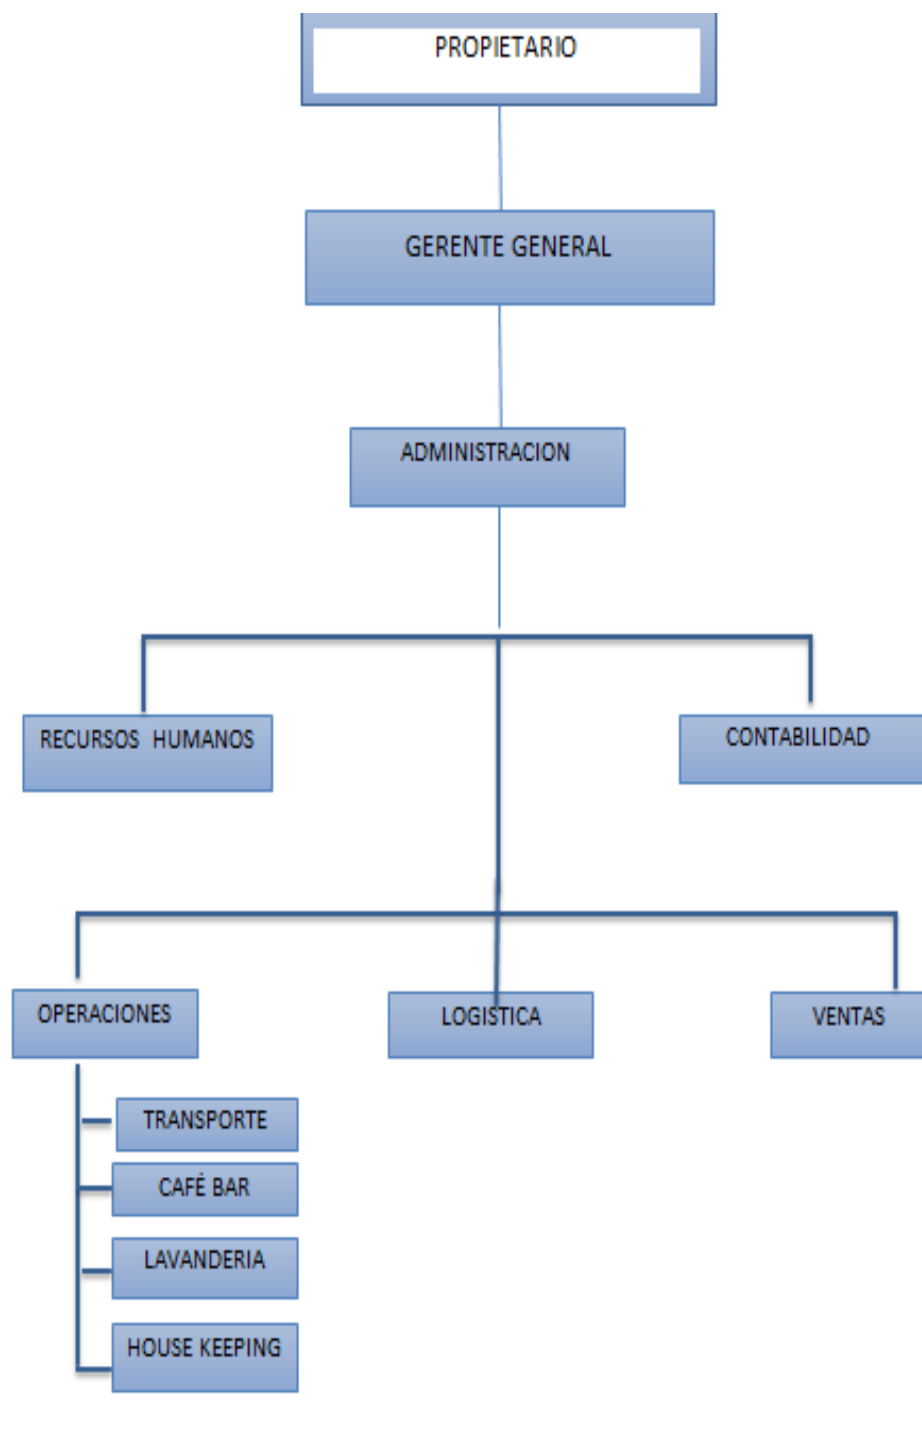 PROPIETARIO
GERENTE GENERAL
ADMINISTRACION
RECURSOS HUMANOS
CONTABILIDAD
OPERACIONES
LOGISTICA
VENTAS
TRANSPORTE
CAFÉ BAR
LAVANDERIA
HOUSE KEEPING